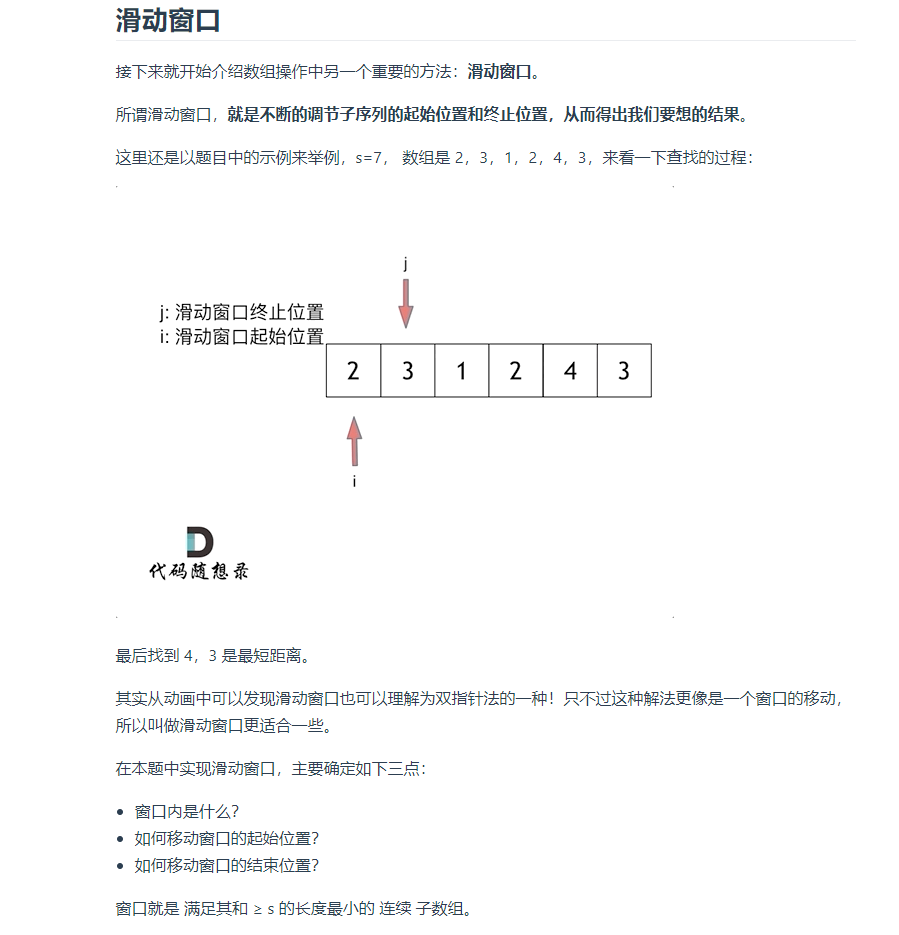 滑动窗口
接下来就开始介绍数组操作中另一个重要的方法：滑动窗口。
所谓滑动窗口，就是不断的调节子序列的起始位置和终止位置，从而得出我们要想的结果。
这里还是以题目中的示例来举例，s=7， 数组是 2，3，1，2，4，3，来看一下查找的过程：
j
j: 滑动窗口终止位置
i: 滑动窗口起始位置
2 3 1 2 4 3
i
代码随想录
最后找到 4，3 是最短距离。
其实从动画中可以发现滑动窗口也可以理解为双指针法的一种！只不过这种解法更像是一个窗口的移动，
所以叫做滑动窗口更适合一些。
在本题中实现滑动窗口，主要确定如下三点：
• 窗口内是什么？
• 如何移动窗口的起始位置？
• 如何移动窗口的结束位置？
窗口就是 满足其和 ≥ s 的长度最小的 连续 子数组。